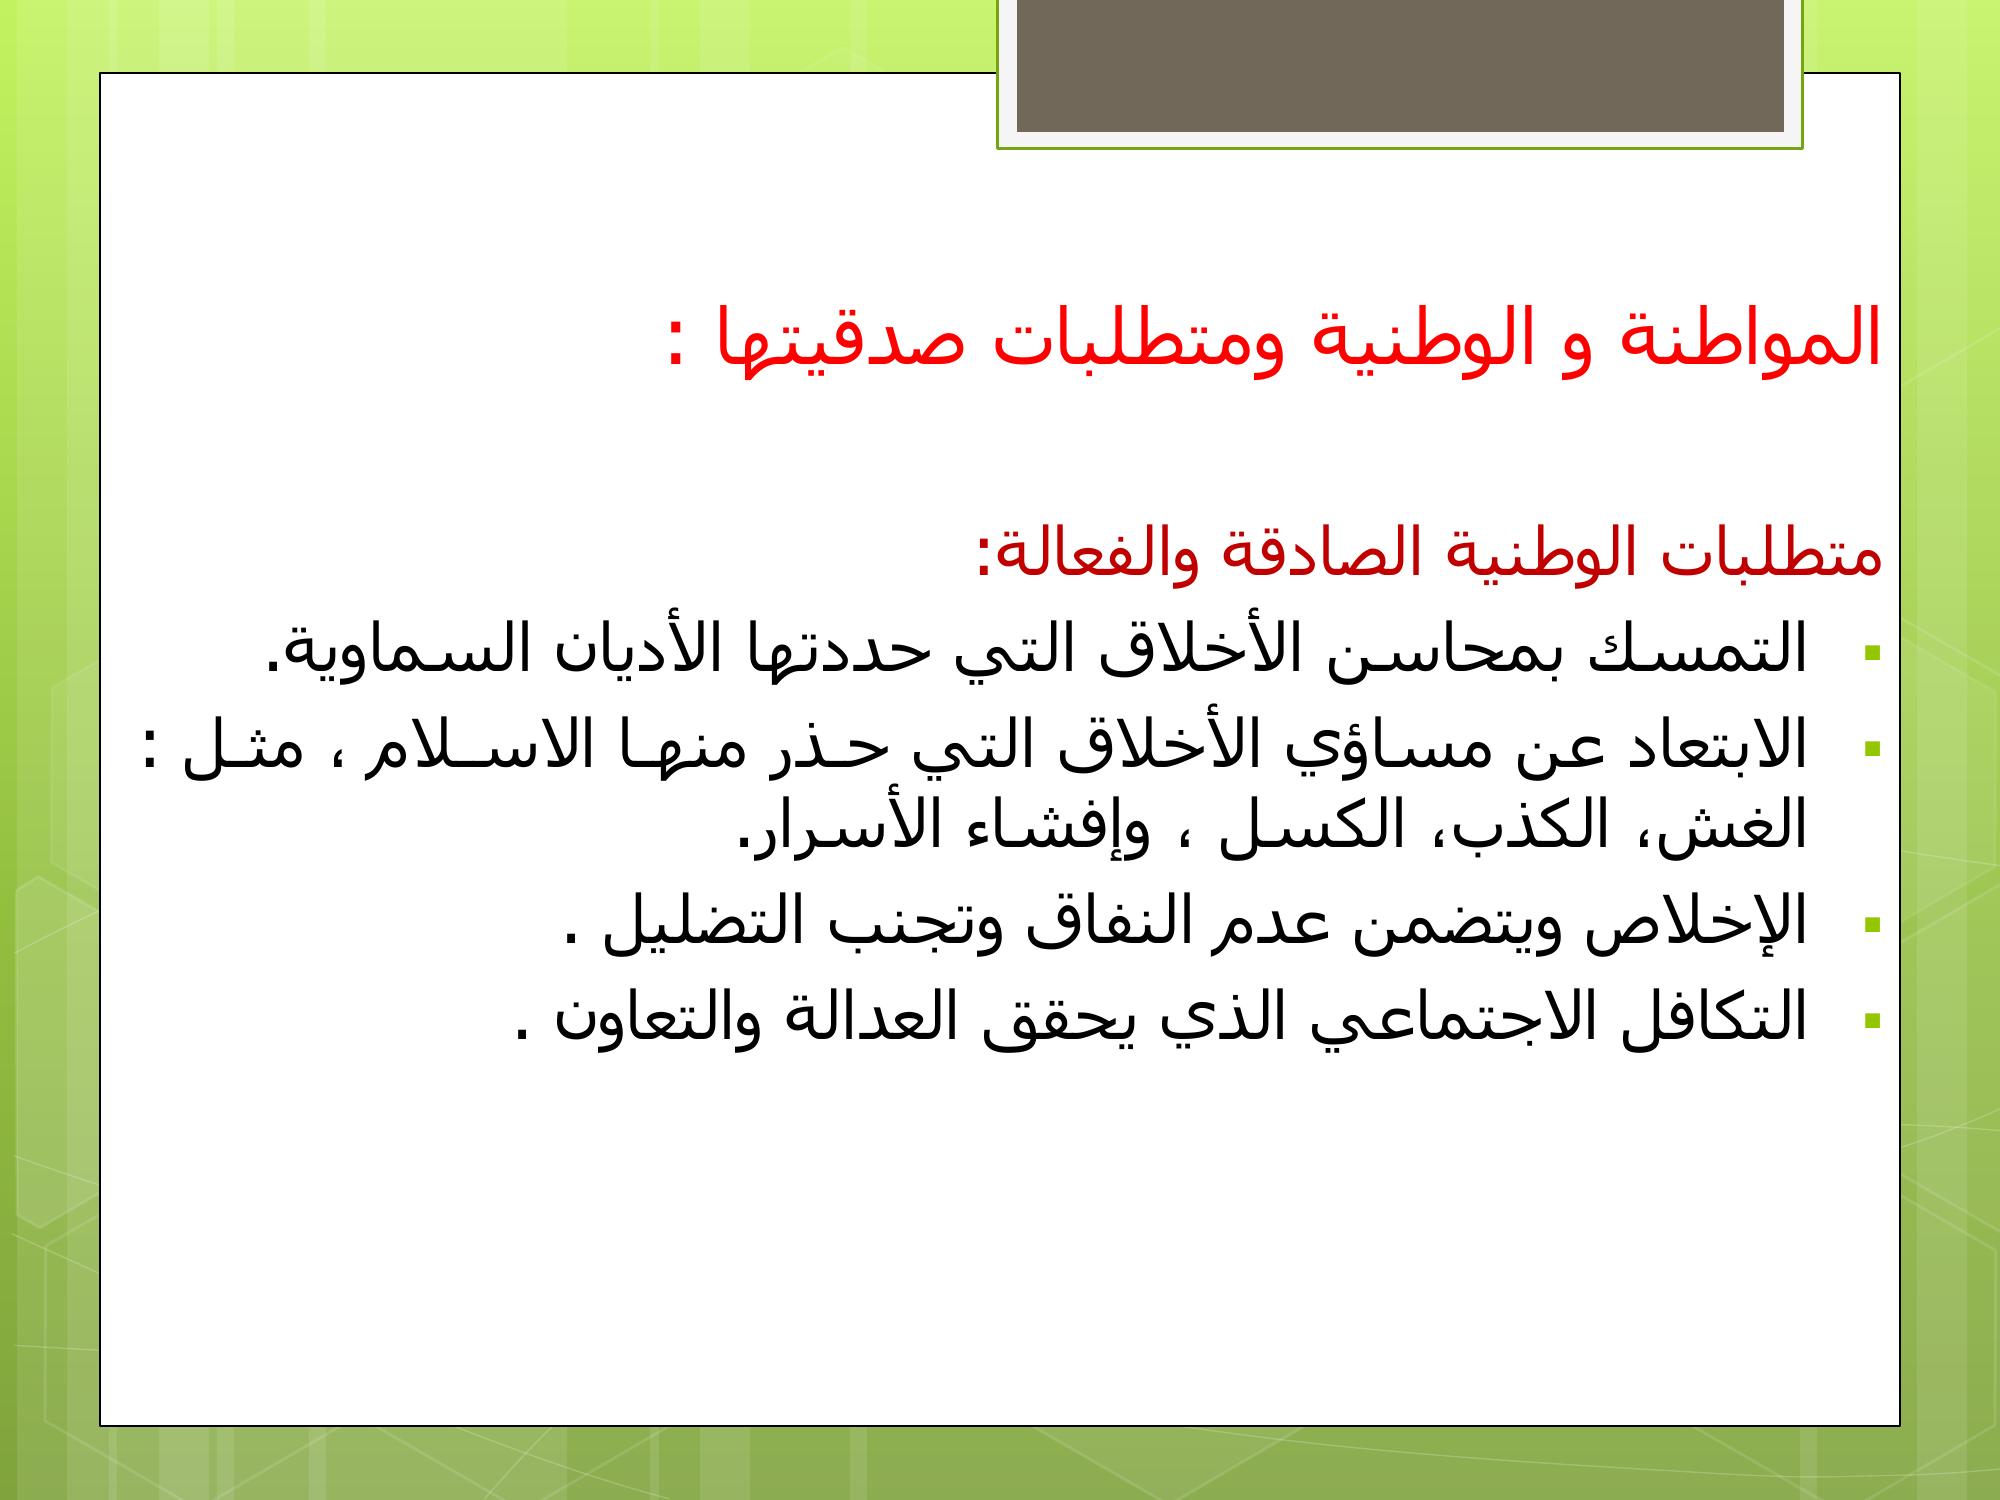 المواطنة و الوطنية ومتطلبات صدقيتها :
متطلبات الوطنية الصادقة والفعالة:
▪ التمسك بمحاسن الأخلاق التي حددتها الأديان السماوية.
▪ الابتعاد عن مساؤي الأخلاق التي حذر منها الاسلام ، مثل :
الغش، الكذب، الكسل ، وإفشاء الأسرار.
▪ الإخلاص ويتضمن عدم النفاق وتجنب التضليل .
▪ التكافل الاجتماعي الذي يحقق العدالة والتعاون .